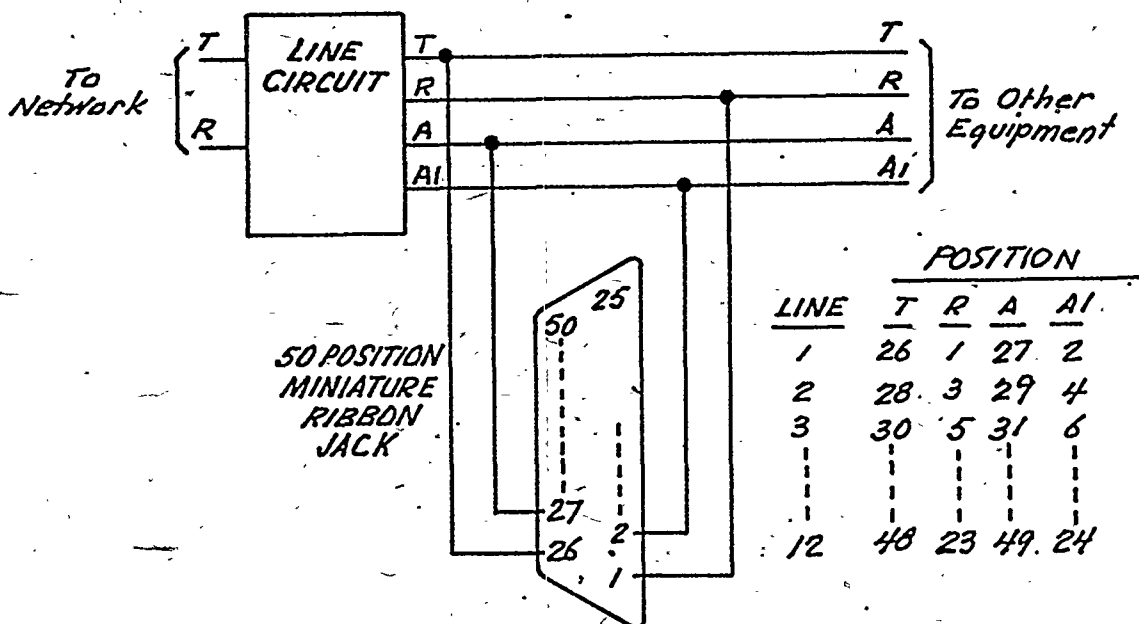 To
Network
T
R
LINE
CIRCUIT
T
R
A
A1
T
R
A
A1
To Other
Equipment
50 POSITION
MINIATURE
RIBBON
JACK
25
50
27
26
2
1
POSITION
LINE T R A A1
1 26 1 27 2
2 28 3 29 4
3 30 5 31 6
12 48 23 49 24